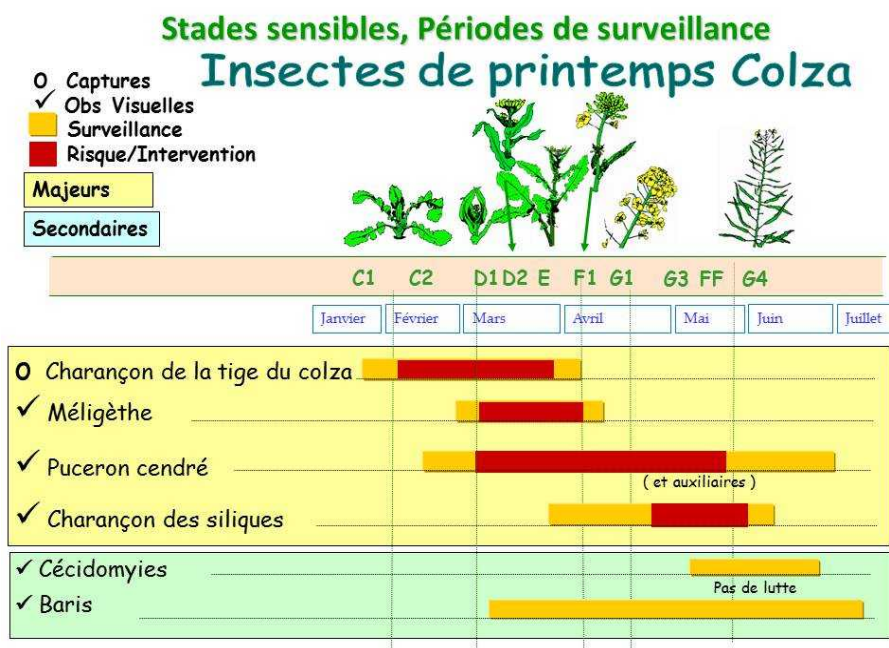 Stades sensibles, Périodes de surveillance
Insectes de printemps Colza
O Captures
✓ Obs Visuelles
Surveillance
Risque/Intervention
Majeurs
Secondaires
C1 C2 D1 D2 E F1 G1 G3 FF G4
Janvier Février Mars Avril Mai Juin Juillet
O Charançon de la tige du colza
✓ Méligèthe
✓ Puceron cendré
( et auxiliaires )
✓ Charançon des siliques
✓ Cécidomyies
Pas de lutte
✓ Baris